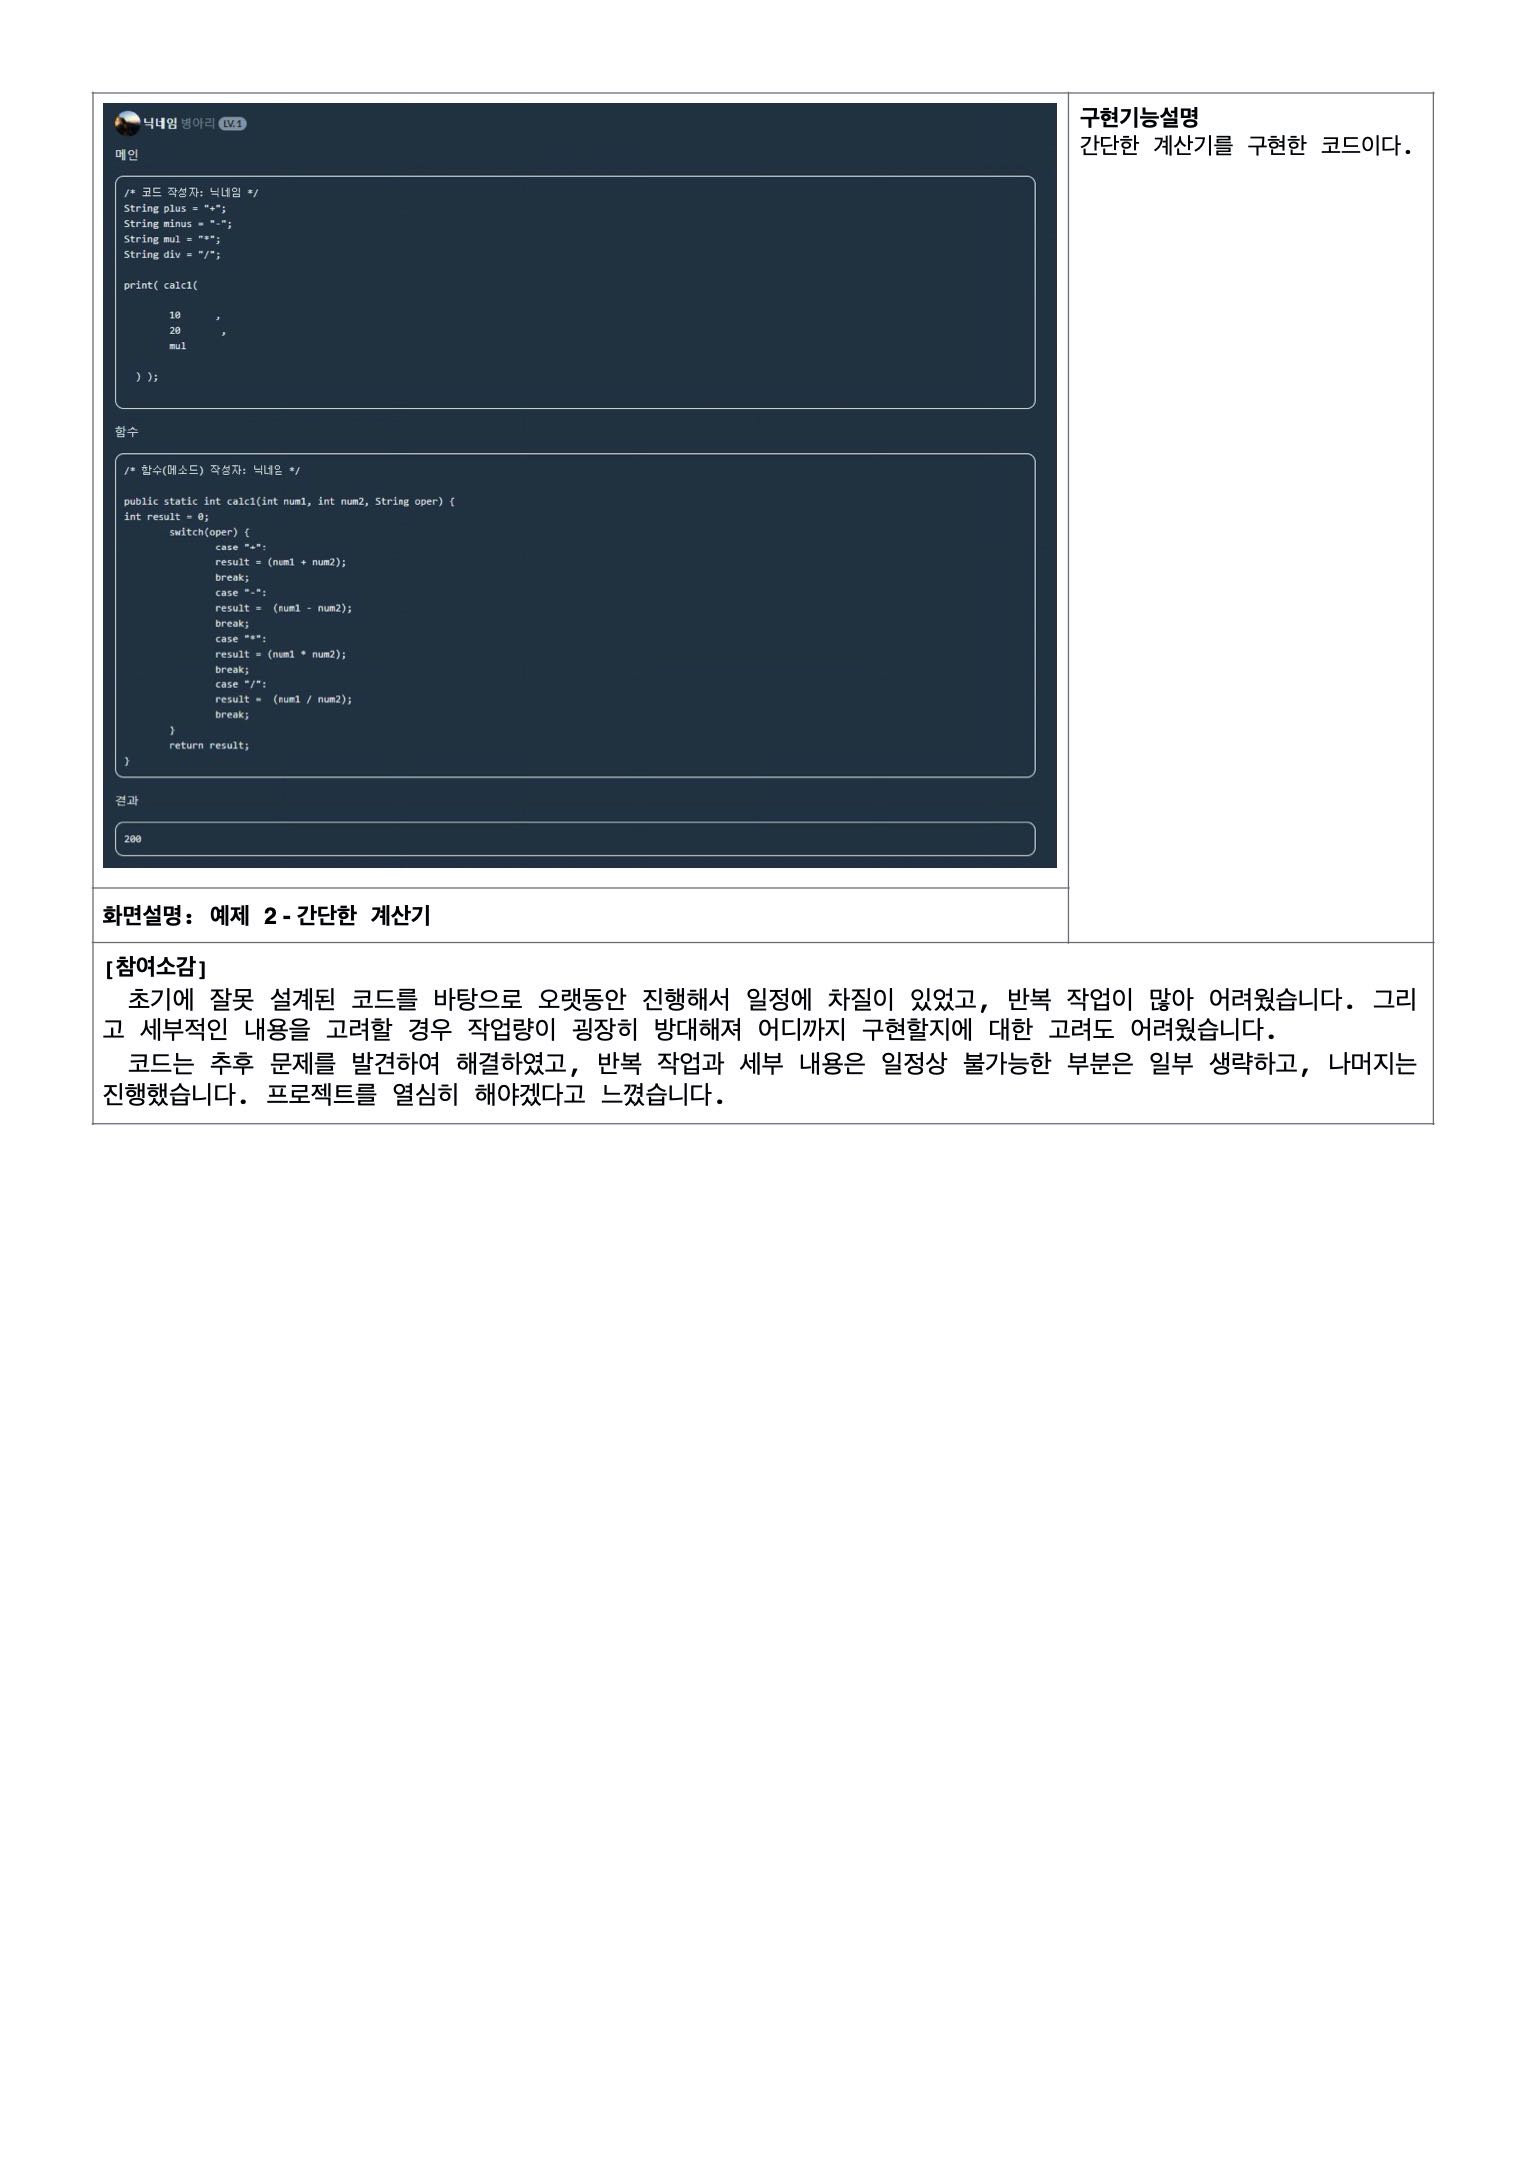 닉네임 병아리 LV.1
메인
/* 코드 작성자: 닉네임 */
String plus = "+";
String minus = "-";
String mul = "*";
String div = "/";
print( calc1(
10 ,
20 ,
mul
) );
함수
/* 함수(메소드) 작성자: 닉네임 */
public static int calc1(int num1, int num2, String oper) {
int result = 0;
switch(oper) {
case "+":
result = (num1 + num2);
break;
case "-":
result = (num1 - num2);
break;
case "*":
result = (num1 * num2);
break;
case "/":
result = (num1 / num2);
break;
}
return result;
}
결과
200
화면설명: 예제 2 - 간단한 계산기
구현기능설명
간단한 계산기를 구현한 코드이다.
[참여소감]
초기에 잘못 설계된 코드를 바탕으로 오랫동안 진행해서 일정에 차질이 있었고, 반복 작업이 많아 어려웠습니다. 그리
고 세부적인 내용을 고려할 경우 작업량이 굉장히 방대해져 어디까지 구현할지에 대한 고려도 어려웠습니다.
코드는 추후 문제를 발견하여 해결하였고, 반복 작업과 세부 내용은 일정상 불가능한 부분은 일부 생략하고, 나머지는
진행했습니다. 프로젝트를 열심히 해야겠다고 느꼈습니다.